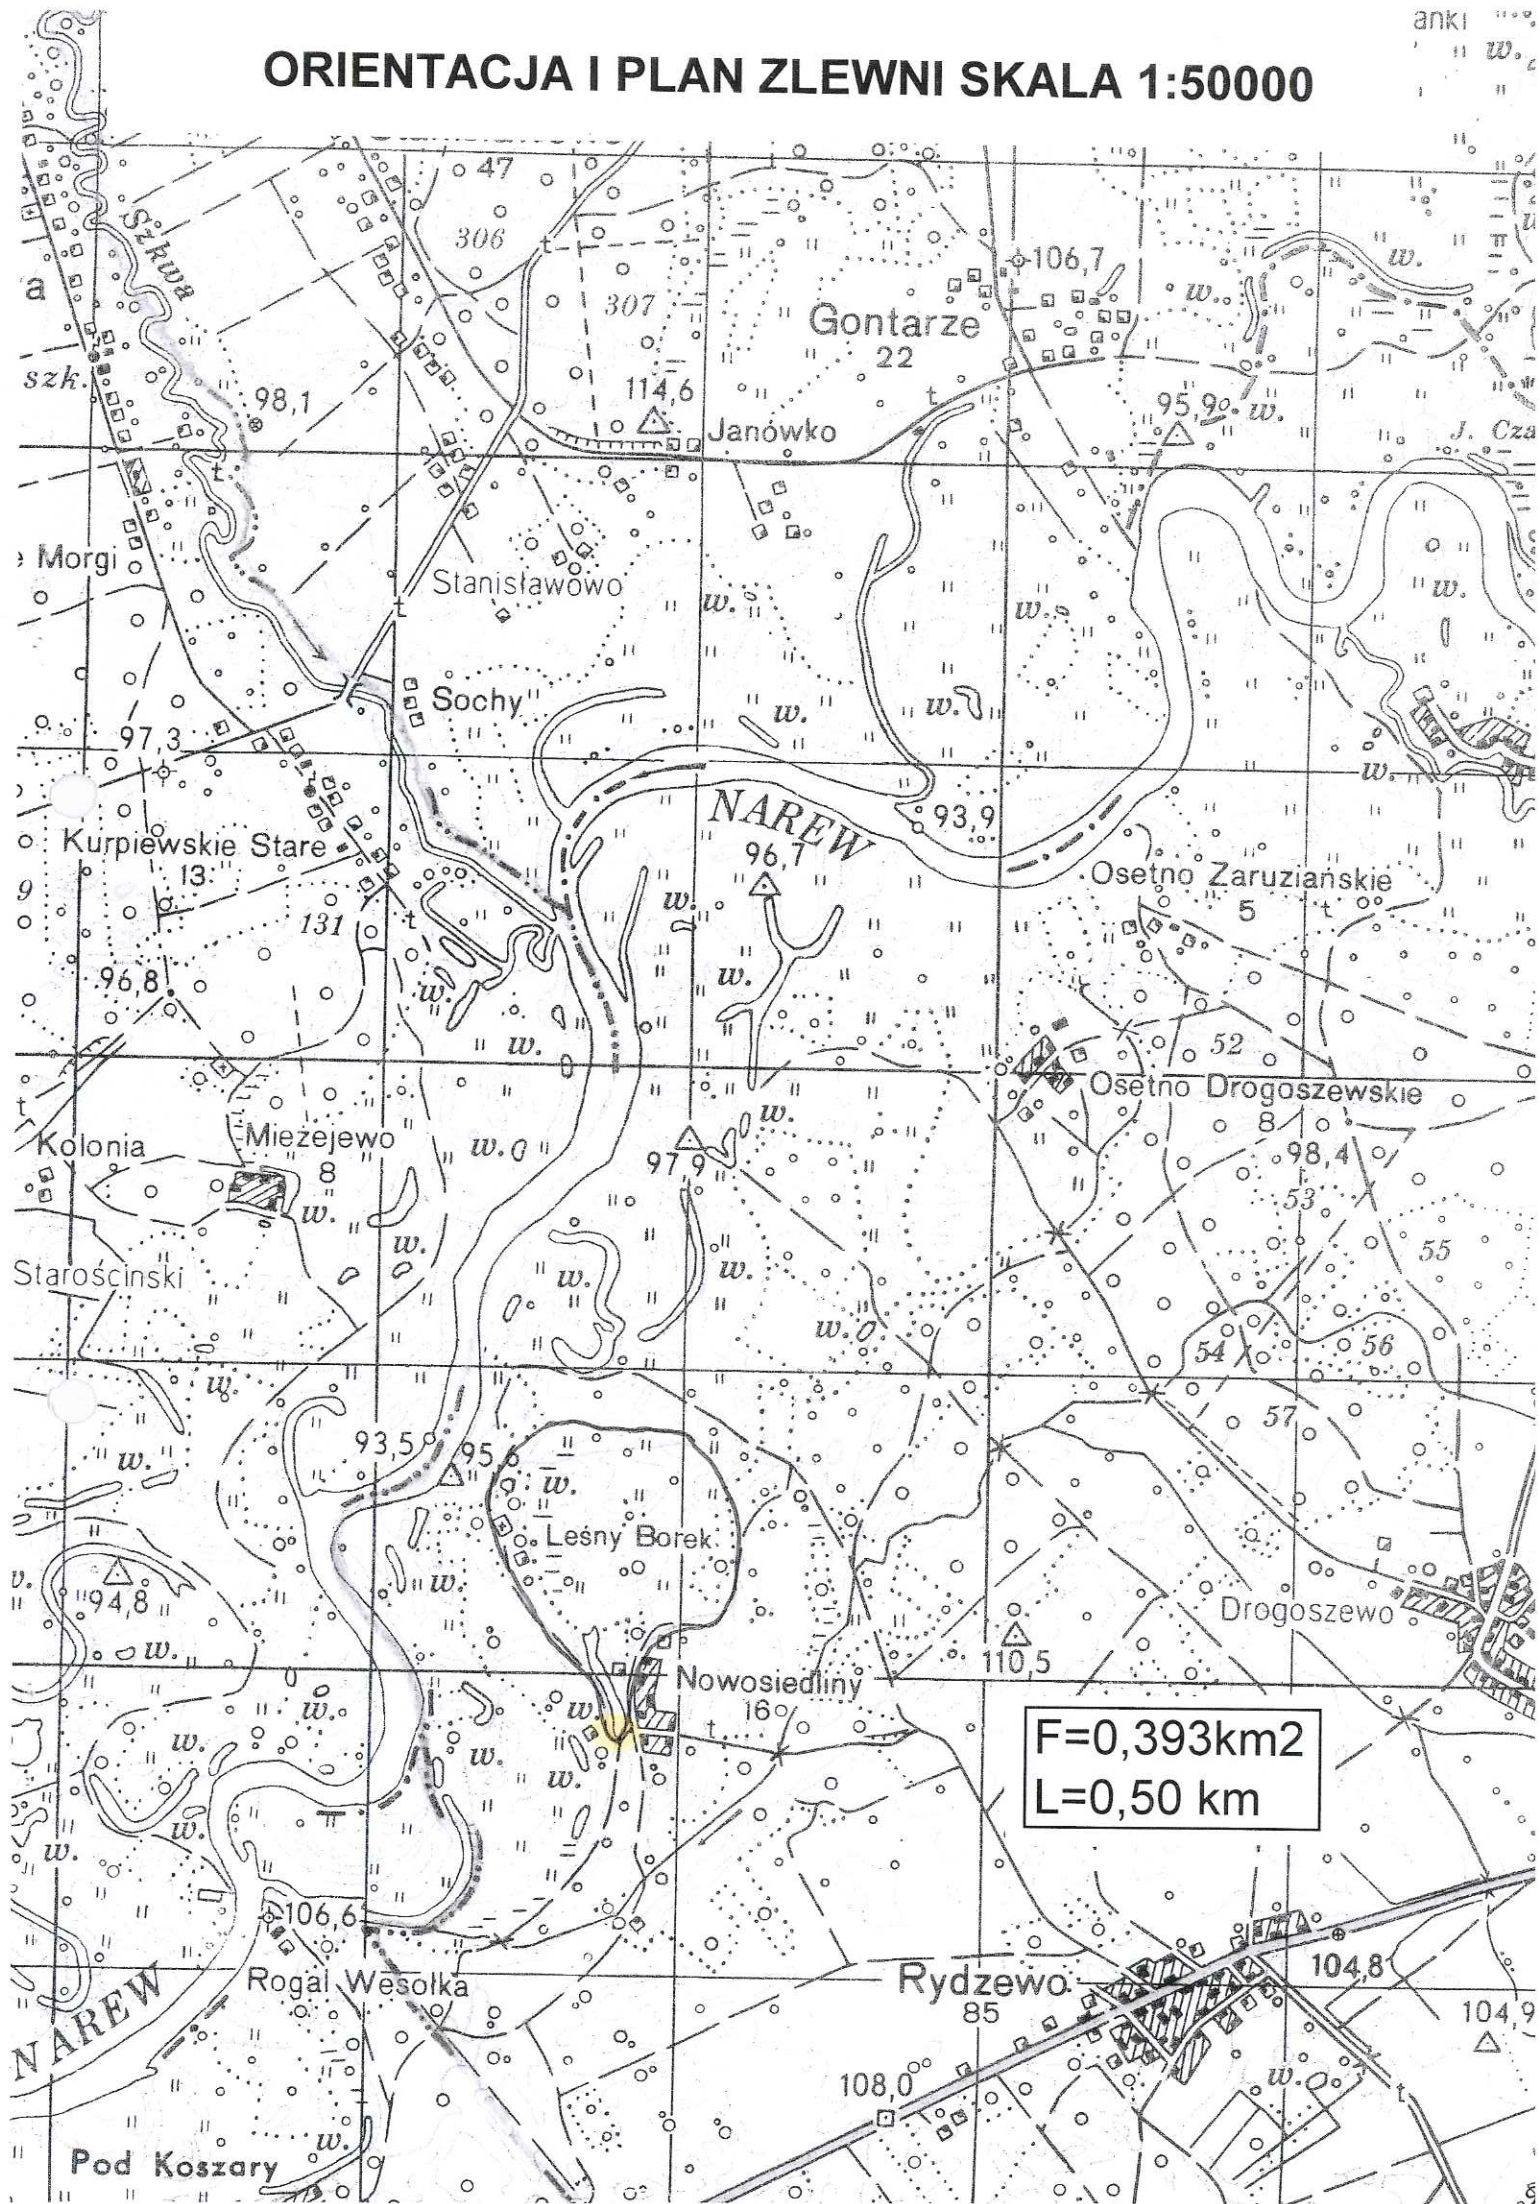 anki
w.
ORIENTACJA I PLAN ZLEWNI SKALA 1:50000
47
306
t
307
Szkwa
106,7
w.
w.
a
Gontarze
22
szk.
98,1
114,6
t
95,9
w.
Janówko
J. Cza
t
e Morgi
Stanisławowo
w.
w.
w.
t
Sochy
w.
w.
97,3
w.
NAREW
93,9
96,7
Kurpiewskie Stare
13
Osetno Zaruziańskie
5
t
9
131
t
w.
96,8
w.
w.
w.
52
t
w.
Osetno Drogoszewskie
8
Kolonia
Mieżejewo
8
w.
97,9
98,4
53
w.
w.
55
Starościnski
w.
w.
w.
54
56
w.
57
93,5
95,6
w.
w.
Leśny Borek
w.
94,8
w.
Drogoszewo
w.
110,5
Nowosiedliny
16
w.
w.
t
F=0,393km2
L=0,50 km
w.
w.
w.
w.
w.
106,6
Rogal Wesołka
Rydzewo
85
104,8
104,9
NAREW
w.
t
108,0
w.
Pod Koszary